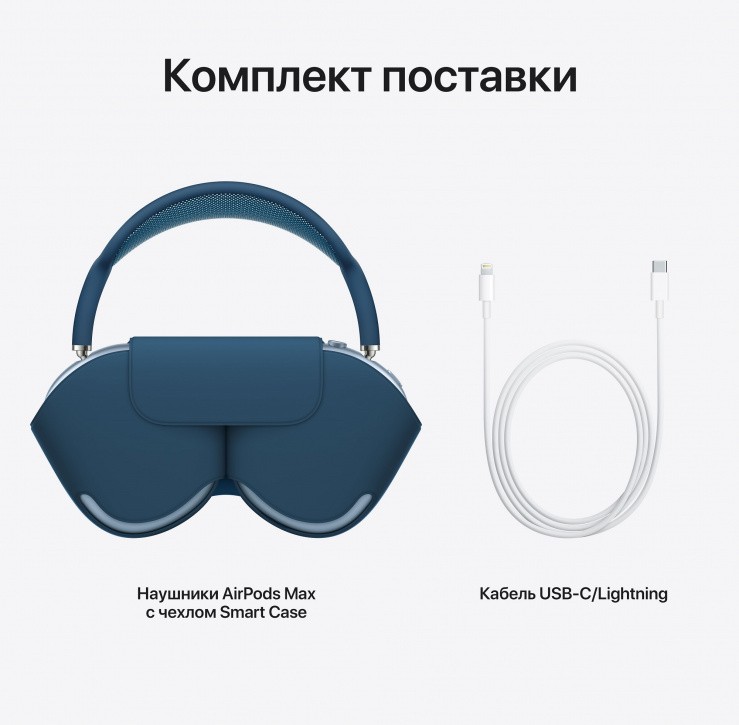 Комплект поставки
Наушники AirPods Max
с чехлом Smart Case
Кабель USB-C/Lightning